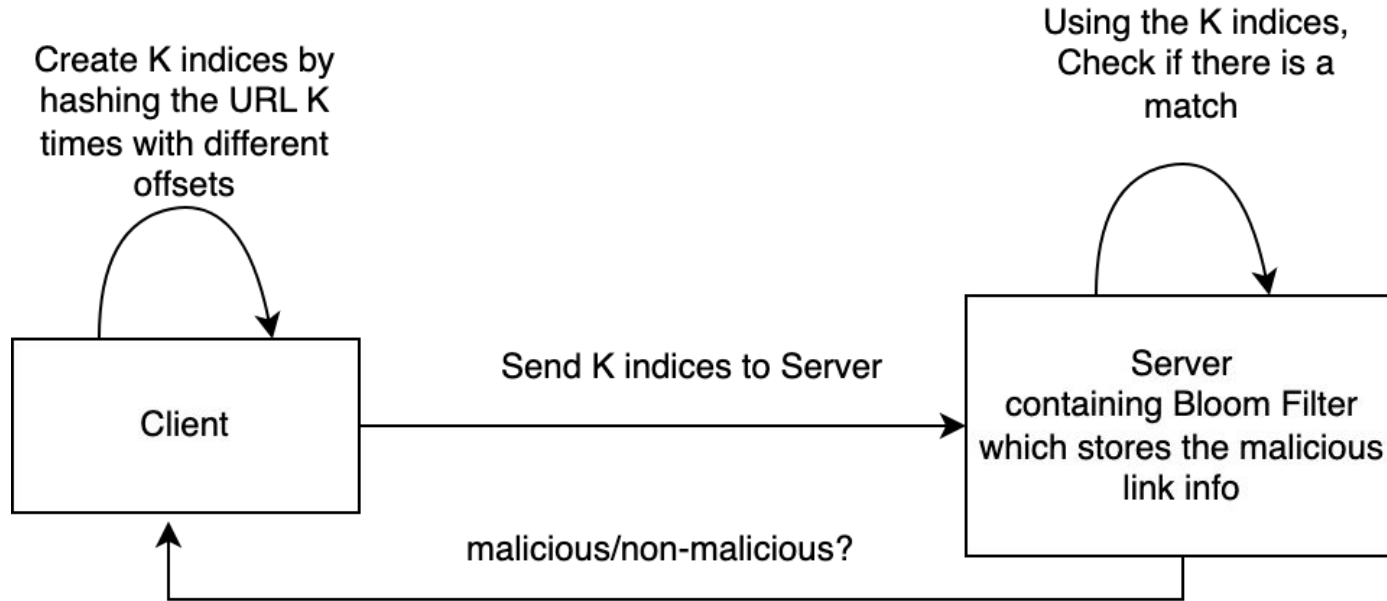 Create K indices by
hashing the URL K
times with different
offsets
Using the K indices,
Check if there is a
match
Client
Send K indices to Server
Server
containing Bloom Filter
which stores the malicious
link info
malicious/non-malicious?